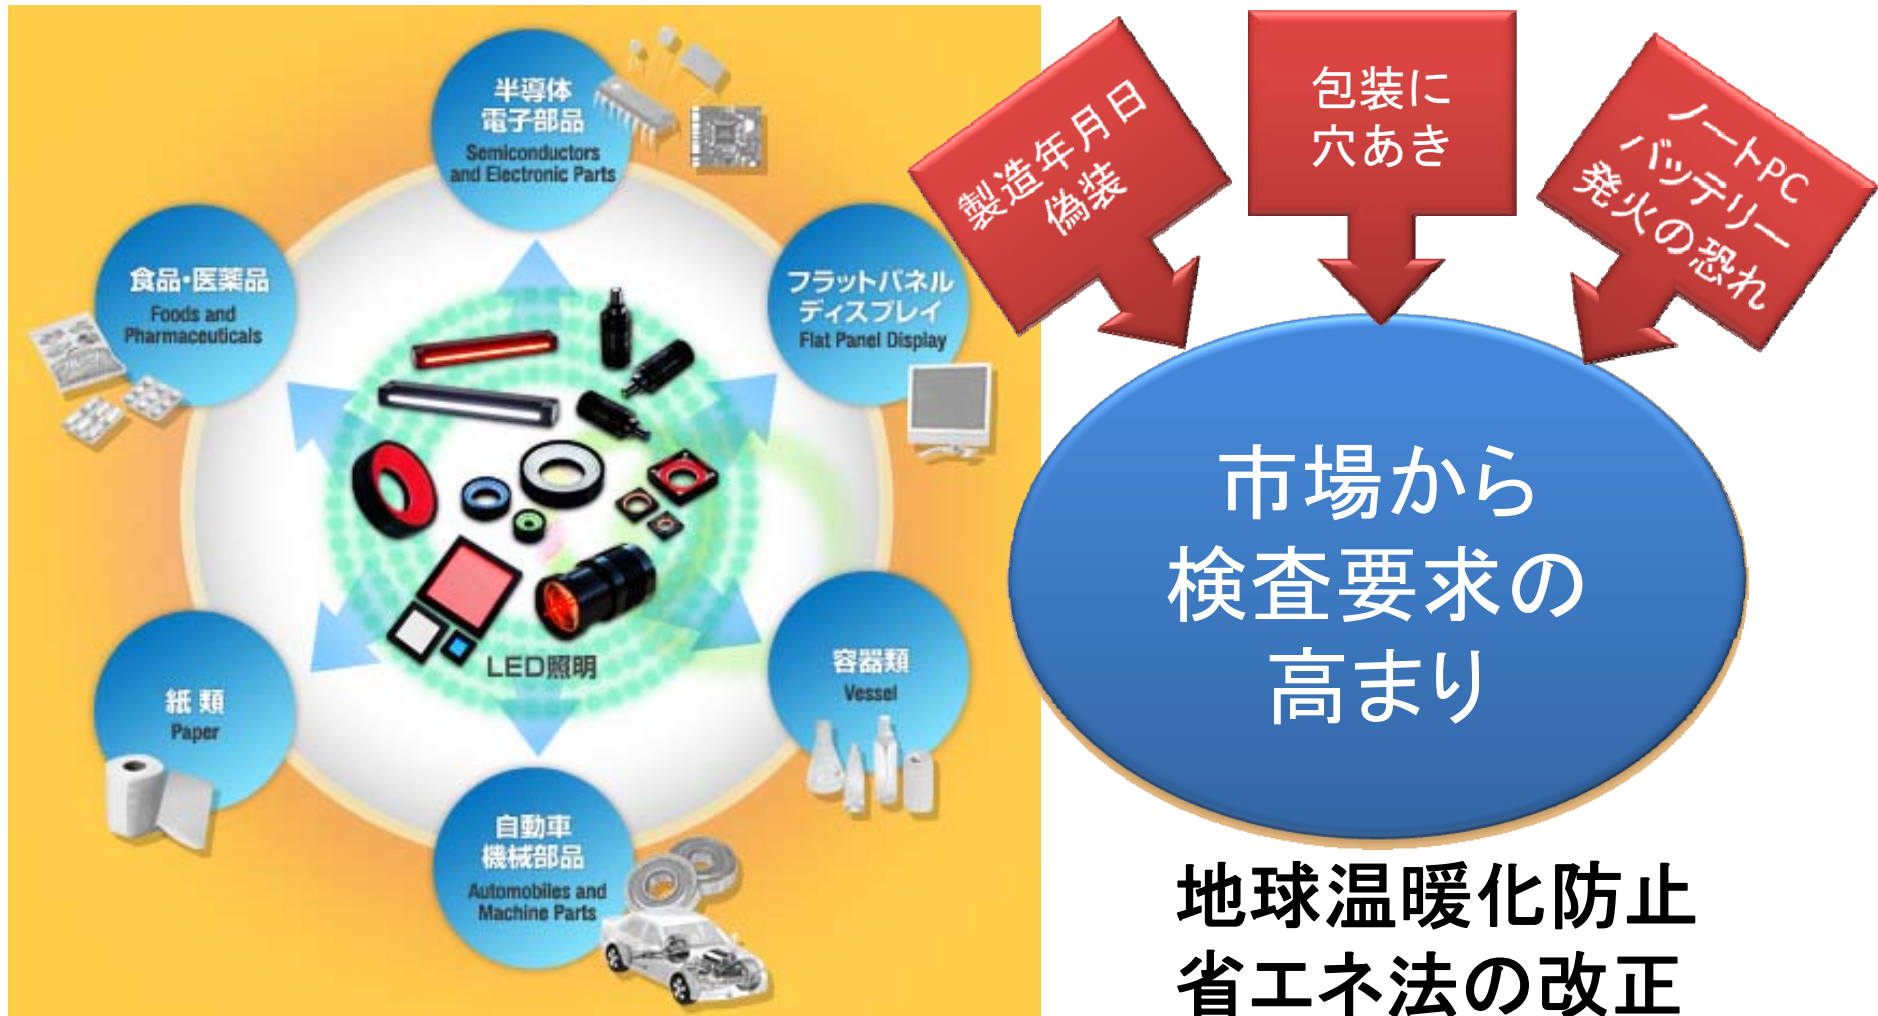 半導体
電子部品
Semiconductors
and Electronic Parts
食品・医薬品
Foods and
Pharmaceuticals
フラットパネル
ディスプレイ
Flat Panel Display
LED照明
紙 類
Paper
容器類
Vessel
自動車
機械部品
Automobiles and
Machine Parts
製造年月日
偽装
包装に
穴あき
ノートPC
バッテリー
発火の恐れ
市場から
検査要求の
高まり
地球温暖化防止
省エネ法の改正